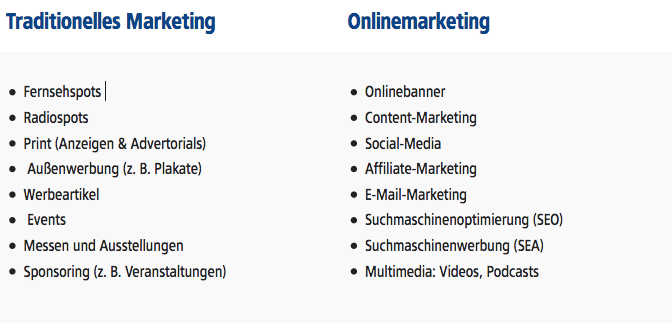 Traditionelles Marketing
• Fernsehspots
• Radiospots
• Print (Anzeigen & Advertorials)
• Außenwerbung (z. B. Plakate)
• Werbeartikel
• Events
• Messen und Ausstellungen
• Sponsoring (z. B. Veranstaltungen)
Onlinemarketing
• Onlinebanner
• Content-Marketing
• Social-Media
• Affiliate-Marketing
• E-Mail-Marketing
• Suchmaschinenoptimierung (SEO)
• Suchmaschinenwerbung (SEA)
• Multimedia: Videos, Podcasts